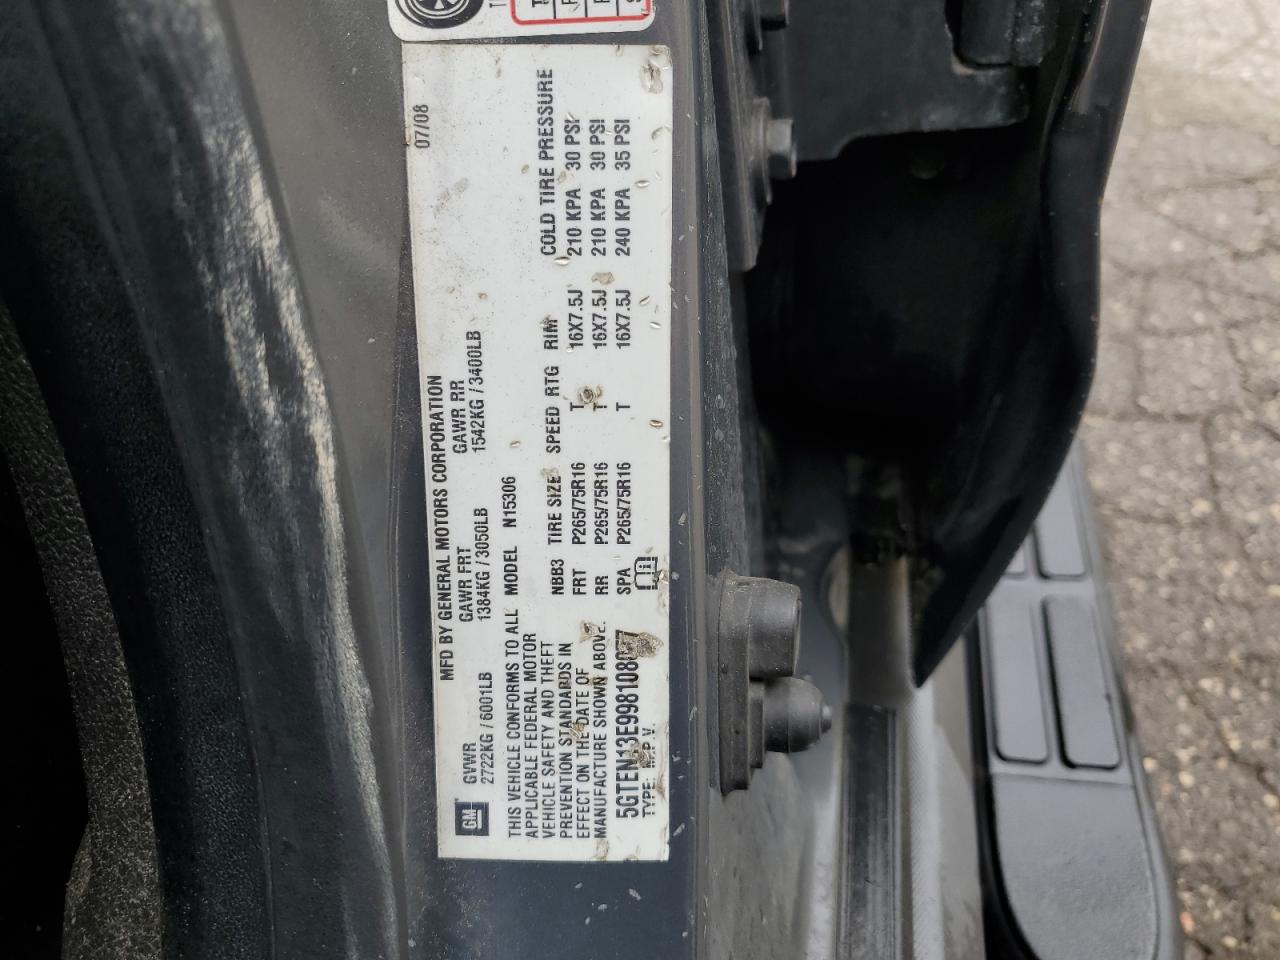 MFD BY GENERAL MOTORS CORPORATION 07/08
GVWR GAWR FRT GAWR RR
2722KG / 6001LB 1384KG / 3050LB 1542KG / 3400LB
GM
THIS VEHICLE CONFORMS TO ALL
APPLICABLE FEDERAL MOTOR
VEHICLE SAFETY AND THEFT
PREVENTION STANDARDS IN
EFFECT ON THE DATE OF
MANUFACTURE SHOWN ABOVE.
MODEL N15306
NBB3 TIRE SIZE SPEED RTG RIM COLD TIRE PRESSURE
FRT P265/75R16 T 16X7.5J 210 KPA 30 PSI
RR P265/75R16 T 16X7.5J 210 KPA 30 PSI
SPA P265/75R16 T 16X7.5J 240 KPA 35 PSI
TYPE: